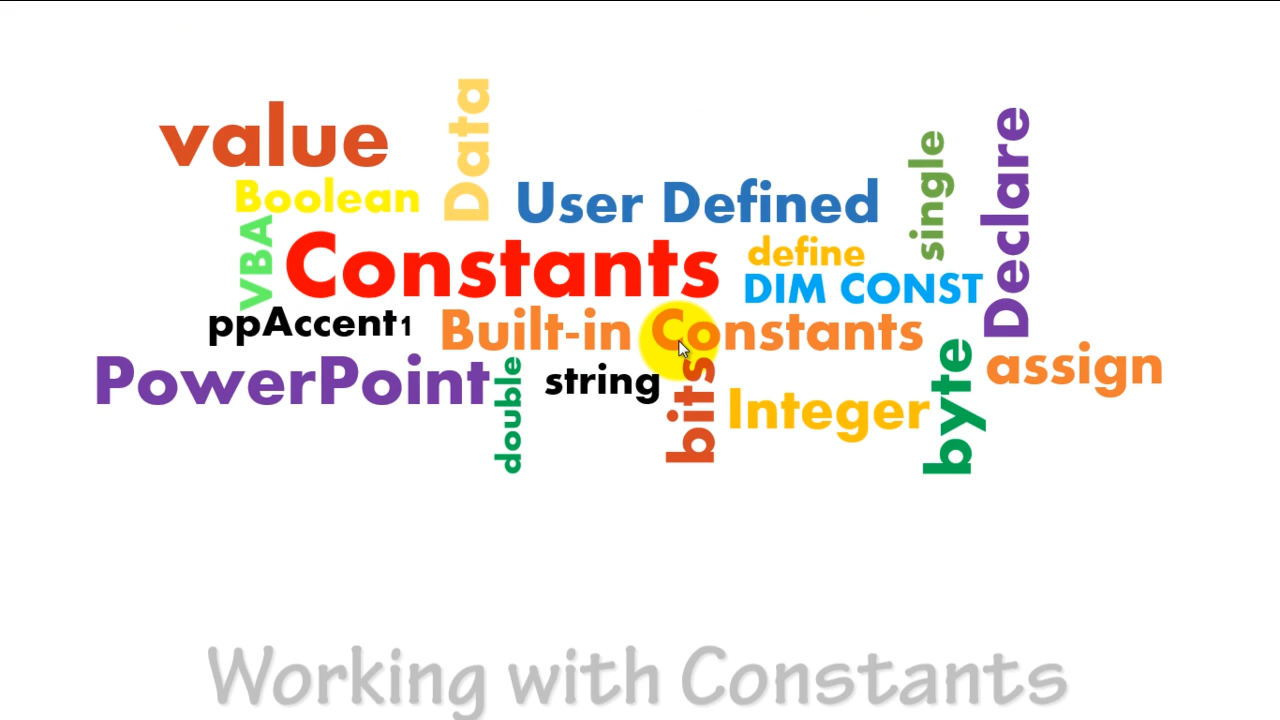 value
Data
Boolean
User Defined
single
Declare
VBA
Constants
define
DIM CONST
ppAccent1
Built-in Constants
PowerPoint
double
string
bits
Integer
byte
assign
Working with Constants